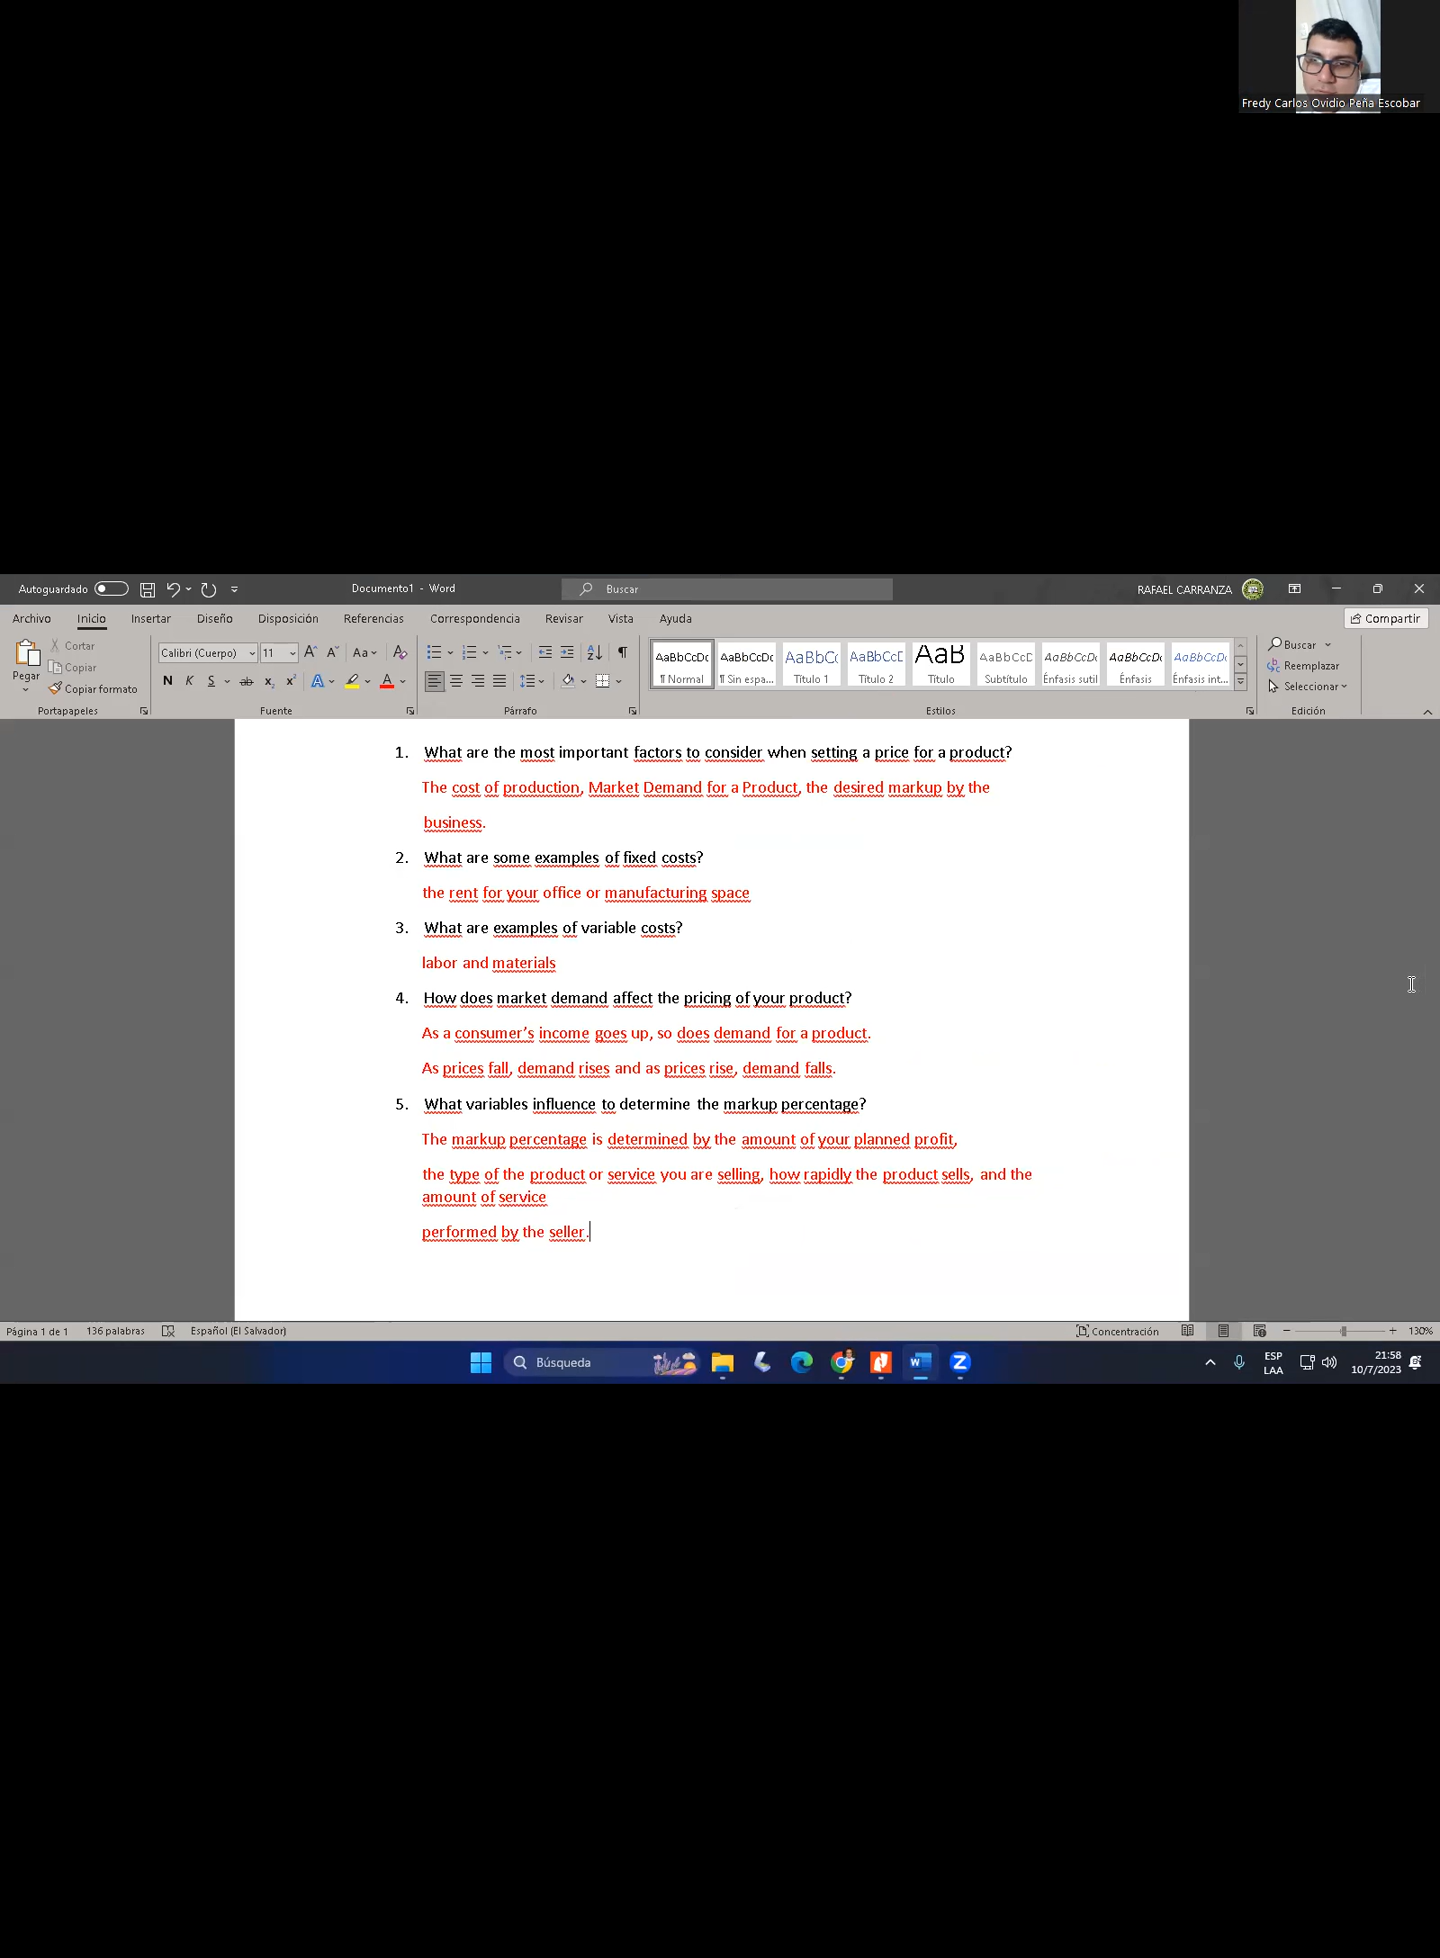 Fredy Carlos Ovidio Peña Escobar
Autoguardado
Documento1 - Word
Buscar
RAFAEL CARRANZA
Archivo Inicio Insertar Diseño Disposición Referencias Correspondencia Revisar Vista Ayuda
Compartir
Pegar
Cortar
Copiar
Copiar formato
Portapapeles
Calibri (Cuerpo) 11
Aa
N K S ab x₂ x² A A
Fuente
Párrafo
AaBbCcDc AaBbCcDc AaBbC( AaBbCcD AaB AaBbCcD AaBbCcDc AaBbCcDc AaBbCcDc
¶ Normal ¶ Sin espa... Título 1 Título 2 Título Subtítulo Énfasis sutil Énfasis Énfasis int...
Estilos
Buscar
Reemplazar
Seleccionar
Edición
1. What are the most important factors to consider when setting a price for a product?
The cost of production, Market Demand for a Product, the desired markup by the
business.
2. What are some examples of fixed costs?
the rent for your office or manufacturing space
3. What are examples of variable costs?
labor and materials
4. How does market demand affect the pricing of your product?
As a consumer’s income goes up, so does demand for a product.
As prices fall, demand rises and as prices rise, demand falls.
5. What variables influence to determine the markup percentage?
The markup percentage is determined by the amount of your planned profit,
the type of the product or service you are selling, how rapidly the product sells, and the
amount of service
performed by the seller.
Página 1 de 1 136 palabras Español (El Salvador)
Concentración
130%
Búsqueda
ESP
LAA
21:58
10/7/2023